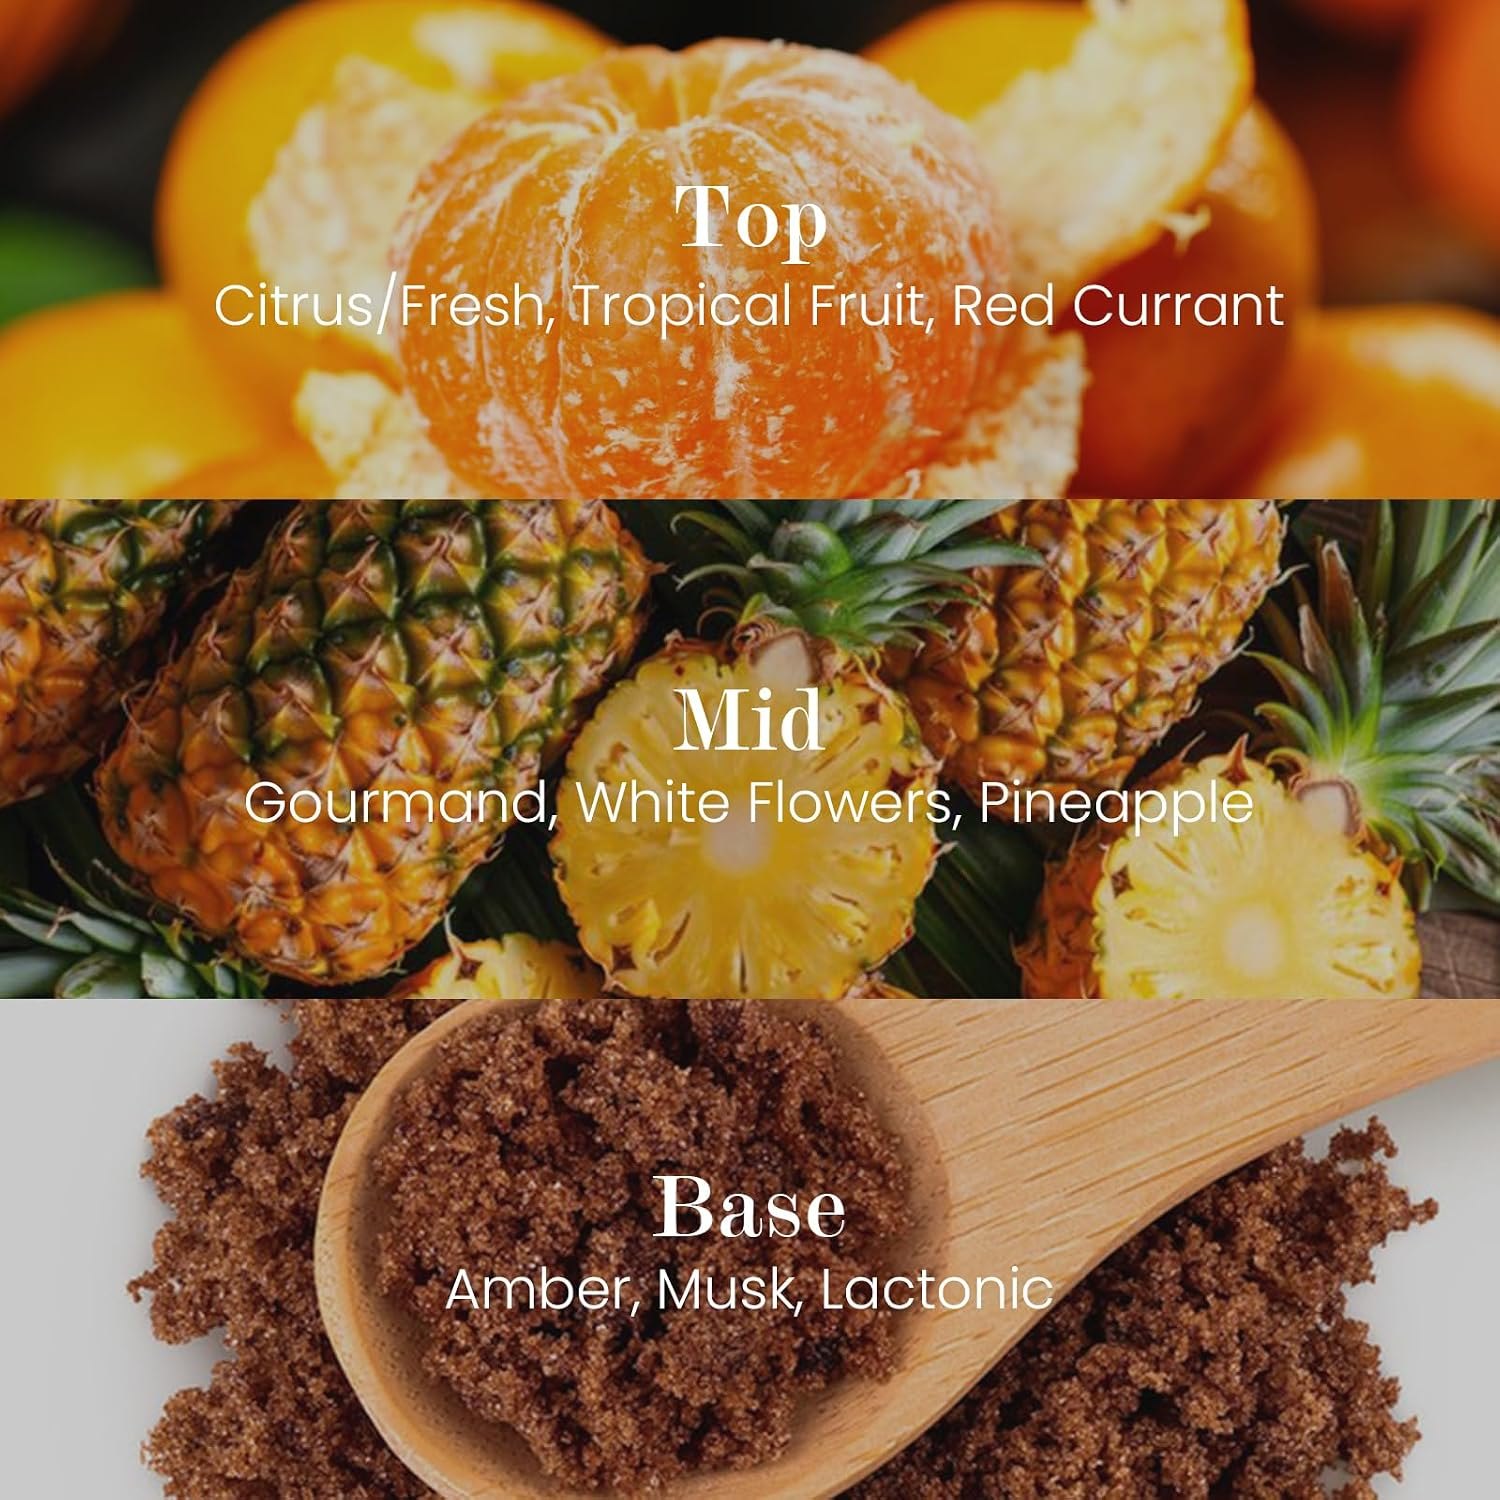 Top
Citrus/Fresh, Tropical Fruit, Red Currant
Mid
Gourmand, White Flowers, Pineapple
Base
Amber, Musk, Lactonic